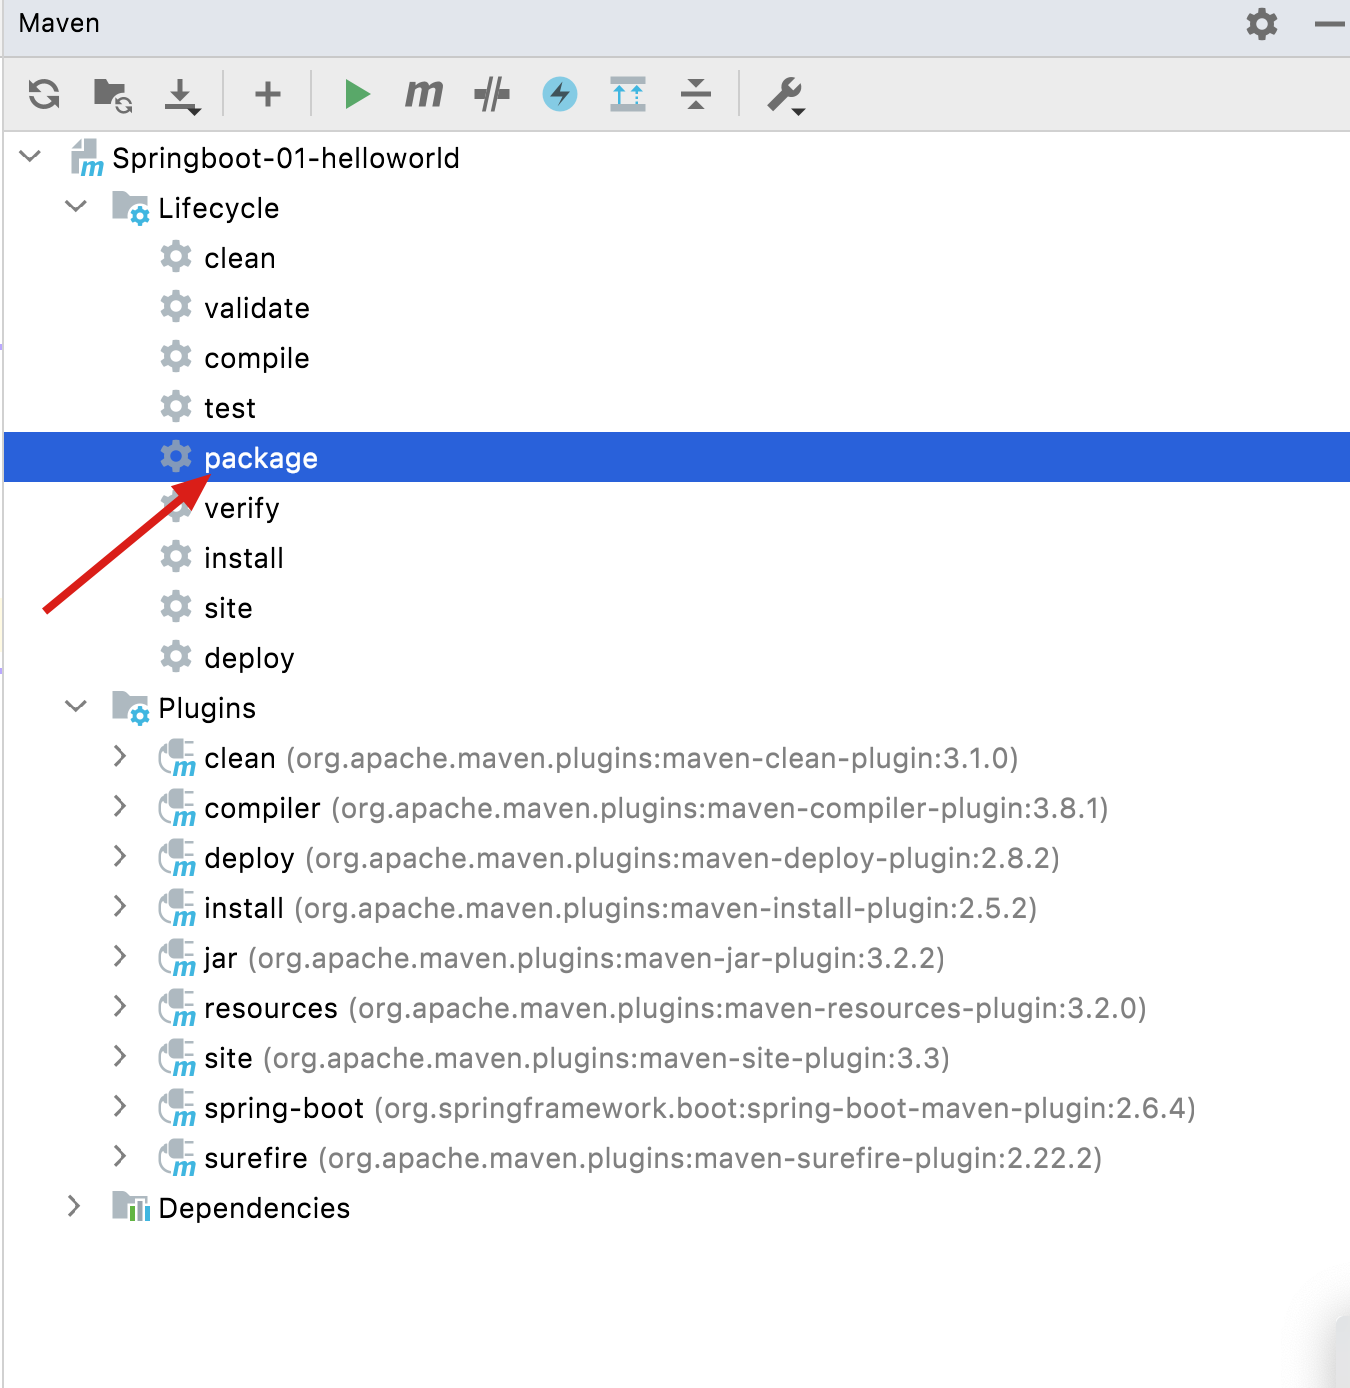 Maven
Springboot-01-helloworld
Lifecycle
clean
validate
compile
test
package
verify
install
site
deploy
Plugins
clean (org.apache.maven.plugins:maven-clean-plugin:3.1.0)
compiler (org.apache.maven.plugins:maven-compiler-plugin:3.8.1)
deploy (org.apache.maven.plugins:maven-deploy-plugin:2.8.2)
install (org.apache.maven.plugins:maven-install-plugin:2.5.2)
jar (org.apache.maven.plugins:maven-jar-plugin:3.2.2)
resources (org.apache.maven.plugins:maven-resources-plugin:3.2.0)
site (org.apache.maven.plugins:maven-site-plugin:3.3)
spring-boot (org.springframework.boot:spring-boot-maven-plugin:2.6.4)
surefire (org.apache.maven.plugins:maven-surefire-plugin:2.22.2)
Dependencies